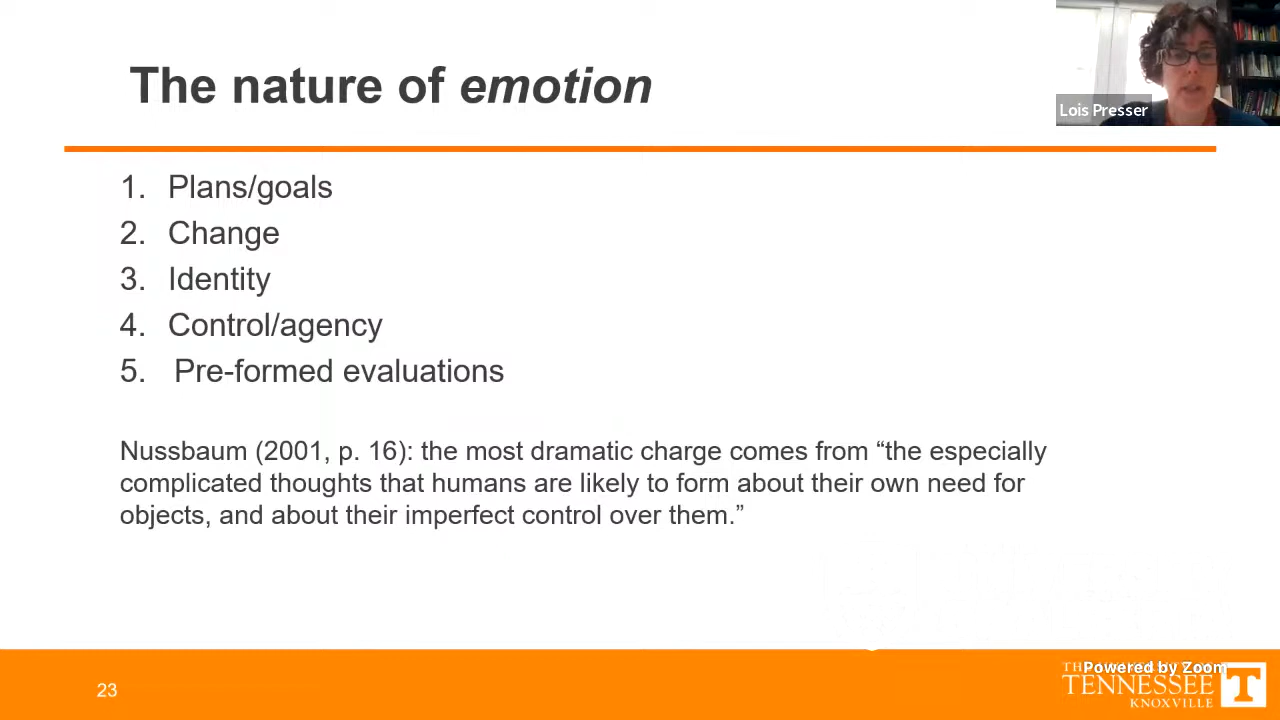 The nature of emotion
Lois Presser
1. Plans/goals
2. Change
3. Identity
4. Control/agency
5. Pre-formed evaluations
Nussbaum (2001, p. 16): the most dramatic charge comes from “the especially
complicated thoughts that humans are likely to form about their own need for
objects, and about their imperfect control over them.”
23
Powered by Zoom
TENNESSEE
KNOXVILLE
T